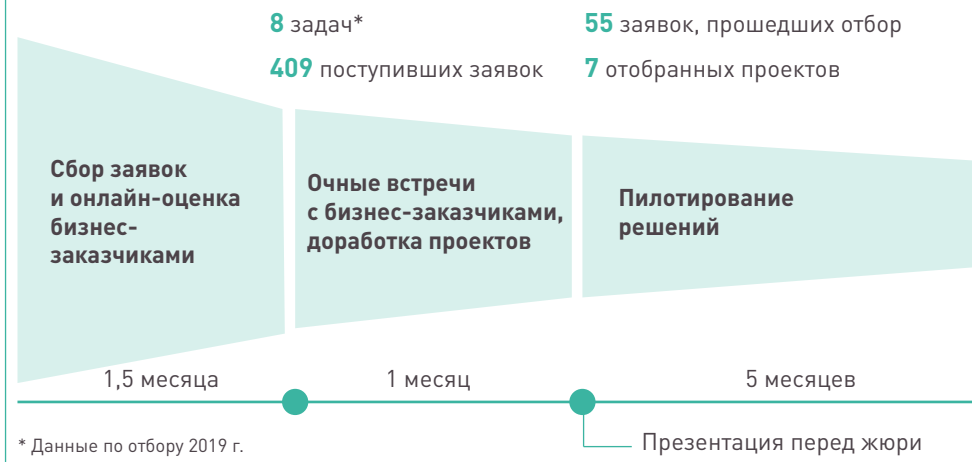 8 задач*
409 поступивших заявок
55 заявок, прошедших отбор
7 отобранных проектов
Сбор заявок
и онлайн-оценка
бизнес-
заказчиками
Очные встречи
с бизнес-заказчиками,
доработка проектов
Пилотирование
решений
1,5 месяца
1 месяц
5 месяцев
Презентация перед жюри
* Данные по отбору 2019 г.